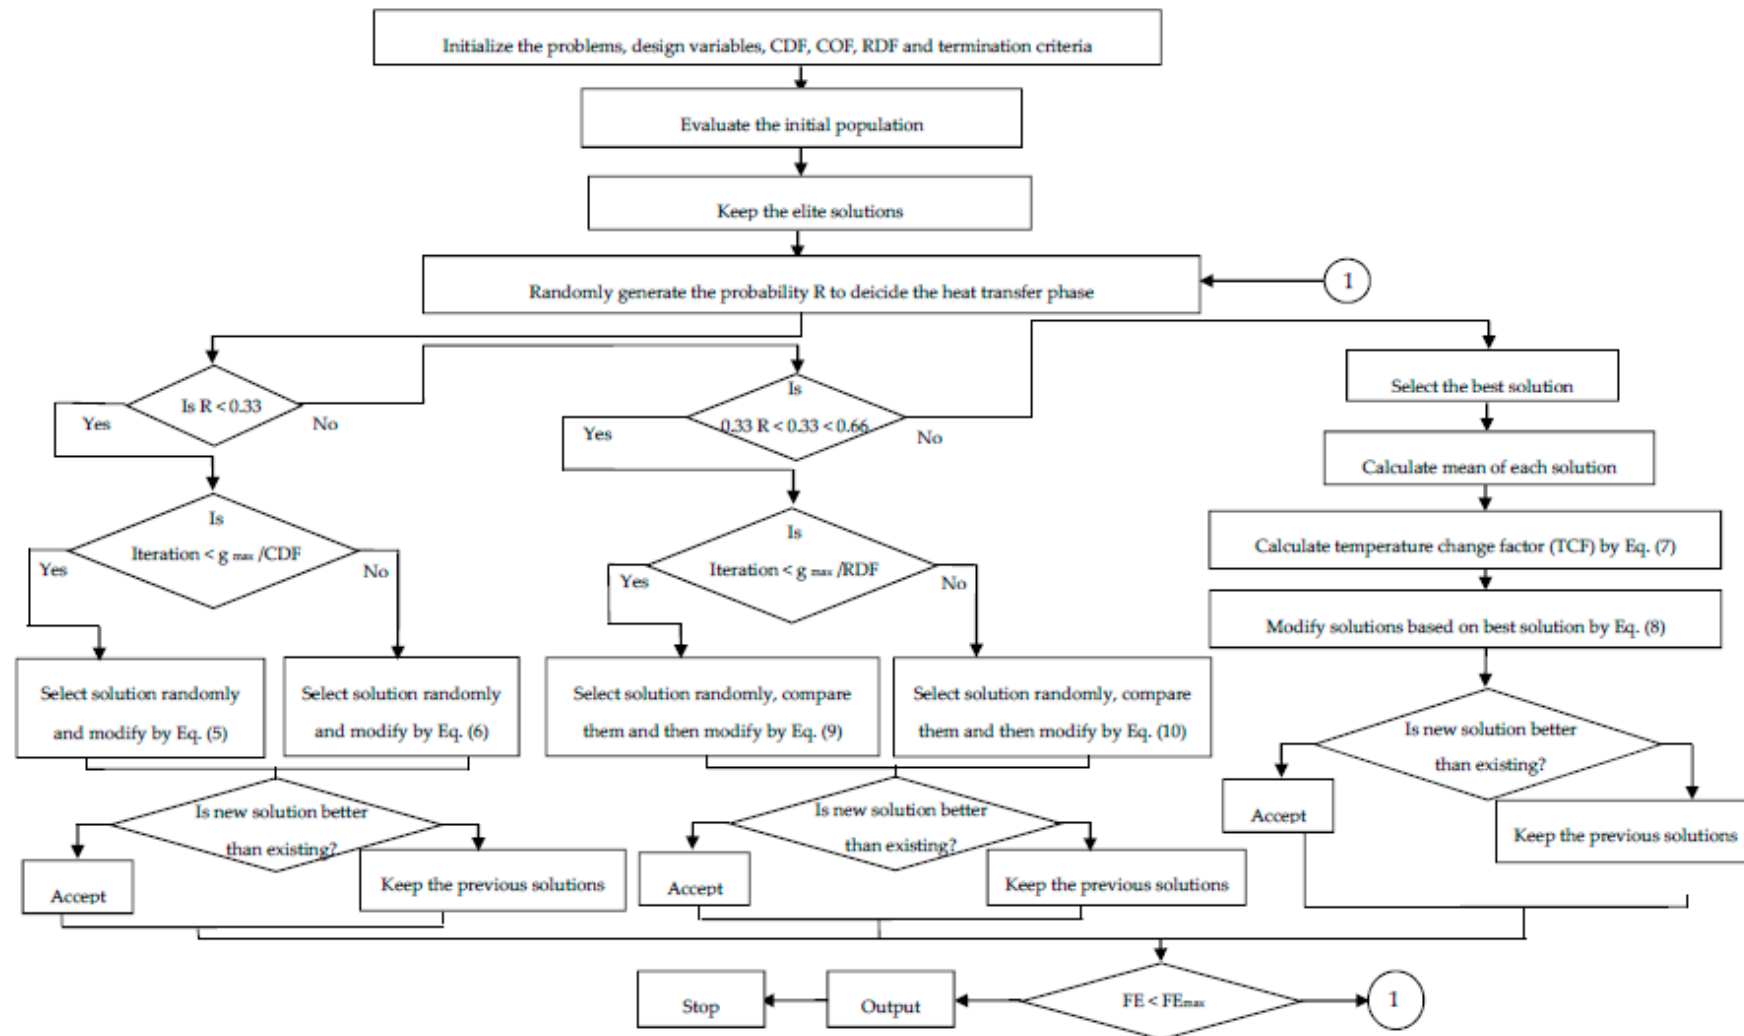 Initialize the problems, design variables, CDF, COF, RDF and termination criteria
Evaluate the initial population
Keep the elite solutions
Randomly generate the probability R to deicide the heat transfer phase
1
Is R < 0.33
Yes
No
Is
0.33 R < 0.33 < 0.66
Yes
No
Select the best solution
Calculate mean of each solution
Calculate temperature change factor (TCF) by Eq. (7)
Modify solutions based on best solution by Eq. (8)
Is
Iteration < g max /CDF
Yes
No
Is
Iteration < g max /RDF
Yes
No
Select solution randomly
and modify by Eq. (5)
Select solution randomly
and modify by Eq. (6)
Select solution randomly, compare
them and then modify by Eq. (9)
Select solution randomly, compare
them and then modify by Eq. (10)
Is new solution better
than existing?
Accept
Keep the previous solutions
Is new solution better
than existing?
Accept
Keep the previous solutions
Is new solution better
than existing?
Accept
Keep the previous solutions
Stop
Output
FE < FEmax
1